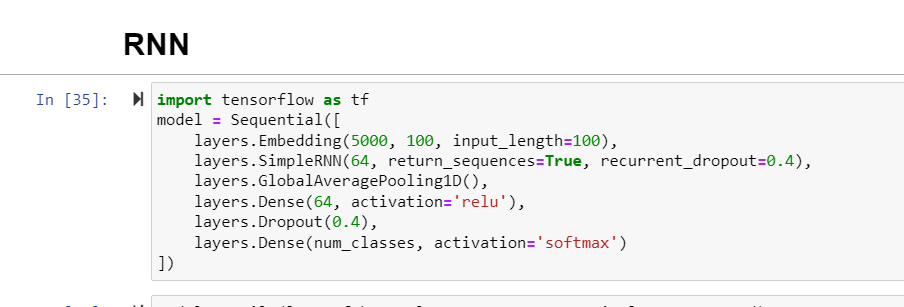 RNN
In [35]:
import tensorflow as tf
model = Sequential([
    layers.Embedding(5000, 100, input_length=100),
    layers.SimpleRNN(64, return_sequences=True, recurrent_dropout=0.4),
    layers.GlobalAveragePooling1D(),
    layers.Dense(64, activation='relu'),
    layers.Dropout(0.4),
    layers.Dense(num_classes, activation='softmax')
])